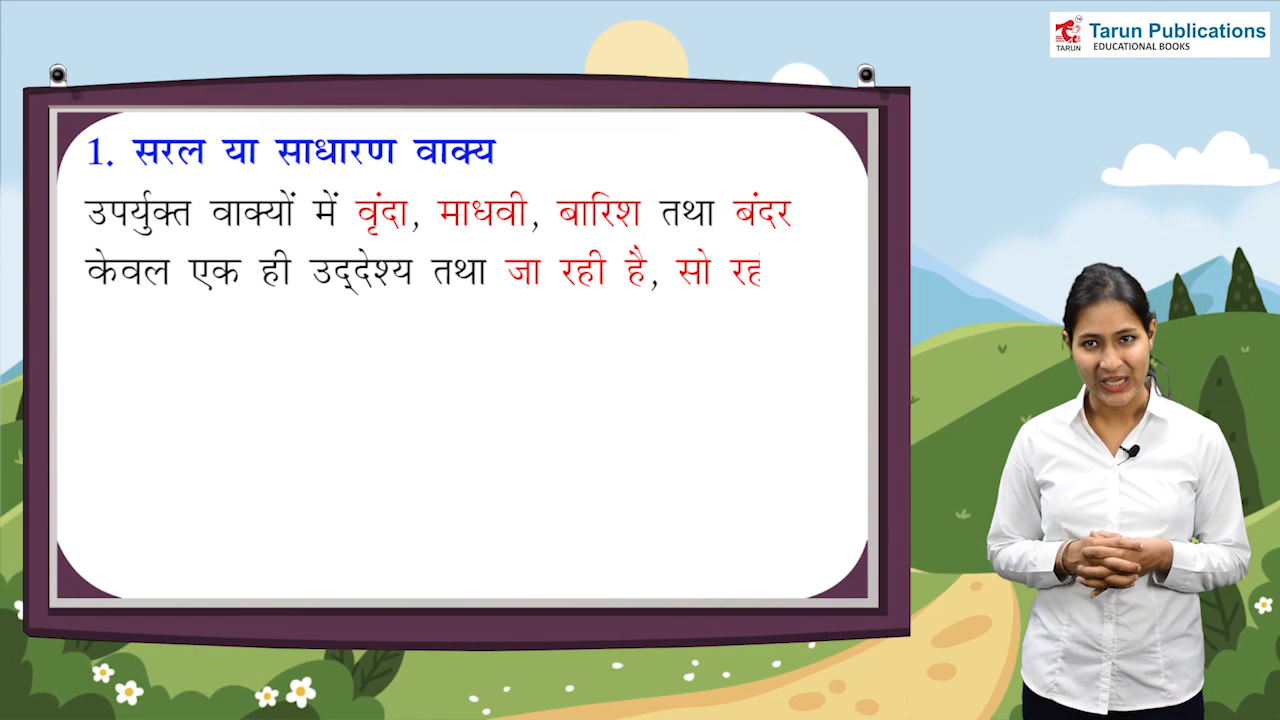 Tarun Publications
TARUN EDUCATIONAL BOOKS
1. सरल या साधारण वाक्य
उपर्युक्त वाक्यों में वृंदा, माधवी, बारिश तथा बंदर
केवल एक ही उद्देश्य तथा जा रही है, सो